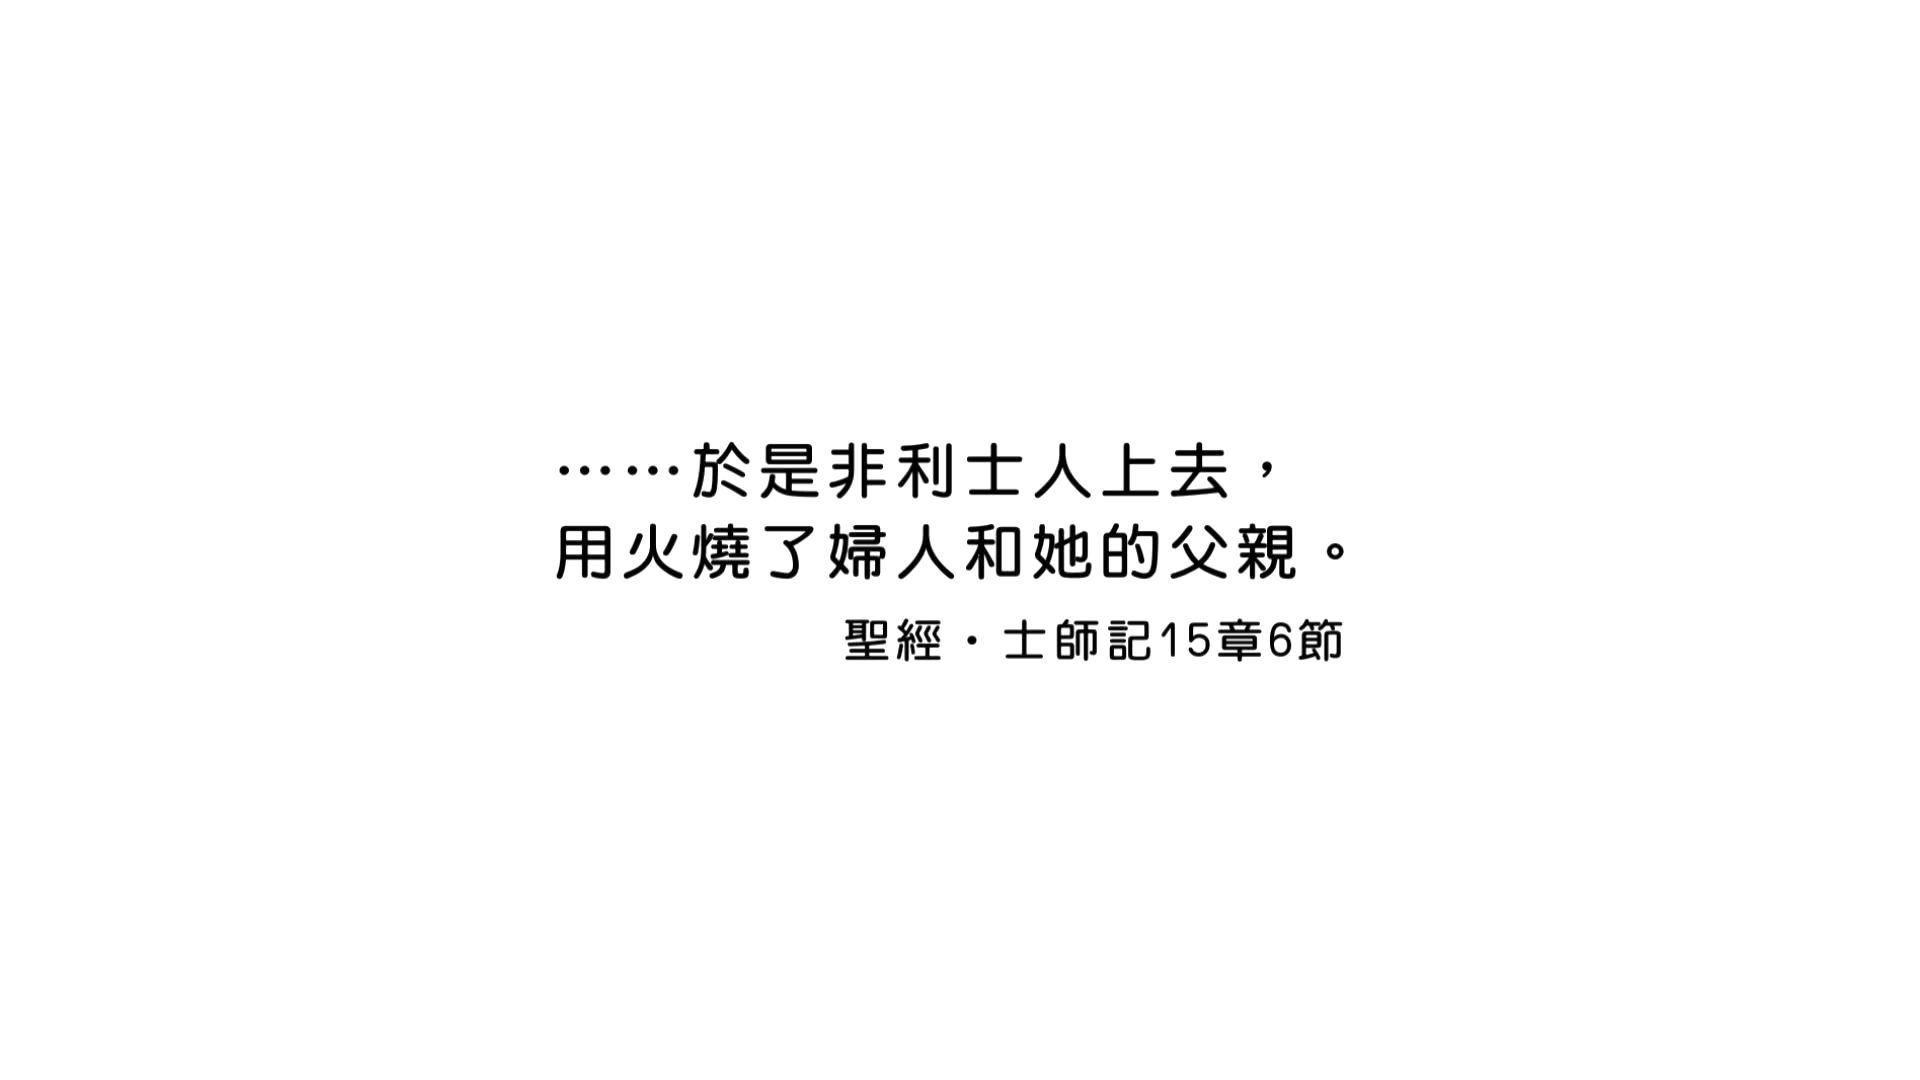 ……於是非利士人上去，
用火燒了婦人和她的父親。
聖經・士師記15章6節